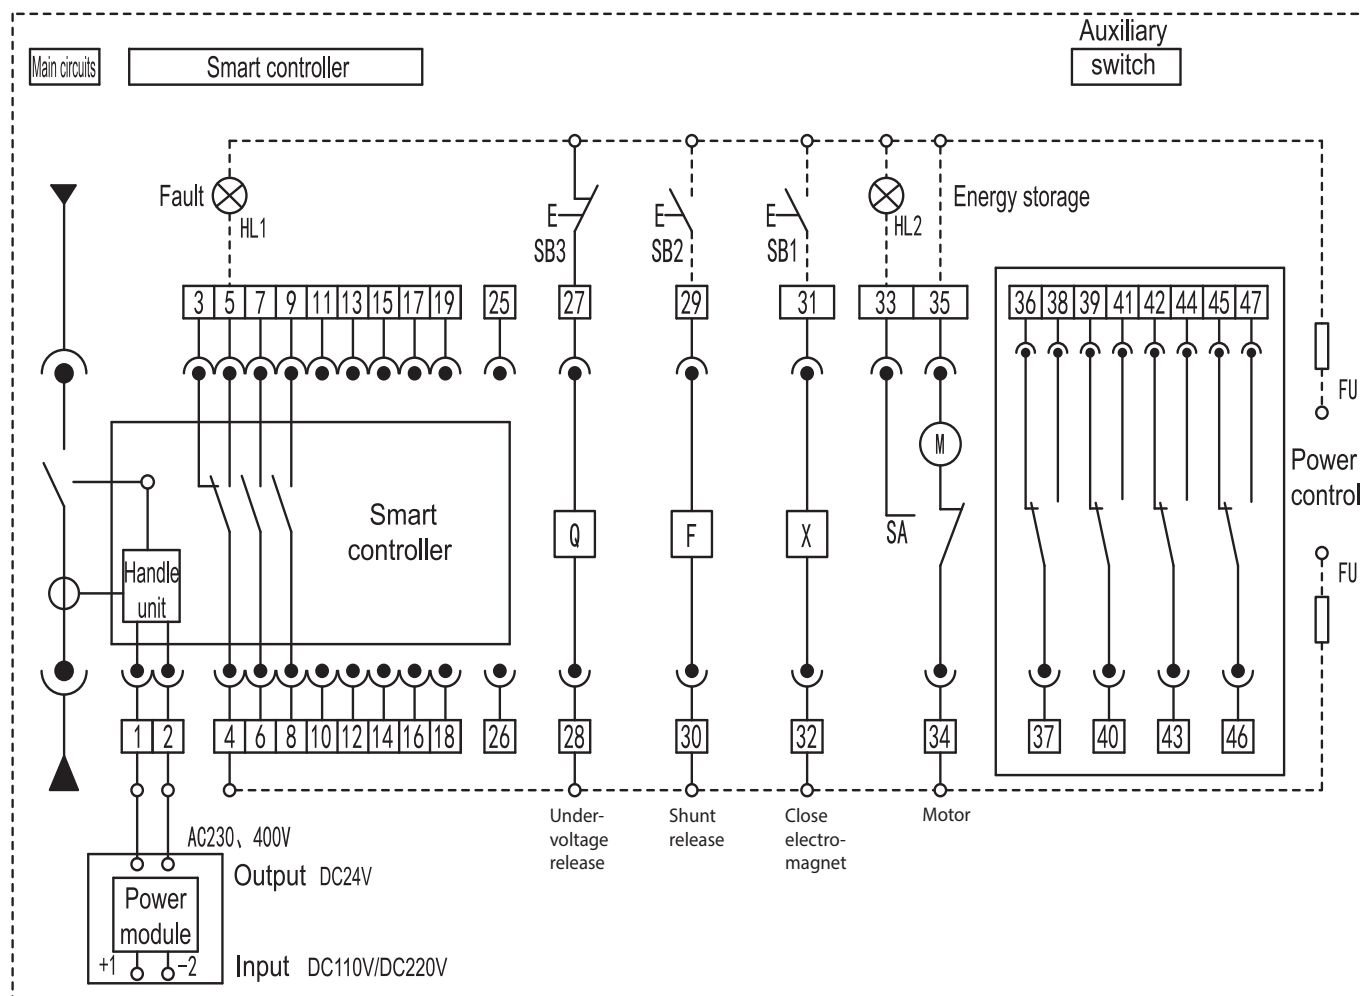 Auxiliary
Main circuits
Smart controller
switch
Fault
HL1
E
SB3
E
SB2
E
SB1
HL2
Energy storage
3 5 7 9 11 13 15 17 19 25 27 29 31 33 35 36 38 39 41 42 44 45 47
FU
M
Power
control
Smart
controller
Q
F
X
SA
Handle
unit
FU
1 2 4 6 8 10 12 14 16 18 26 28 30 32 34 37 40 43 46
Under-
voltage
release
Shunt
release
Close
electro-
magnet
Motor
AC230、400V
Output DC24V
Power
module
+1
-2
Input DC110V/DC220V